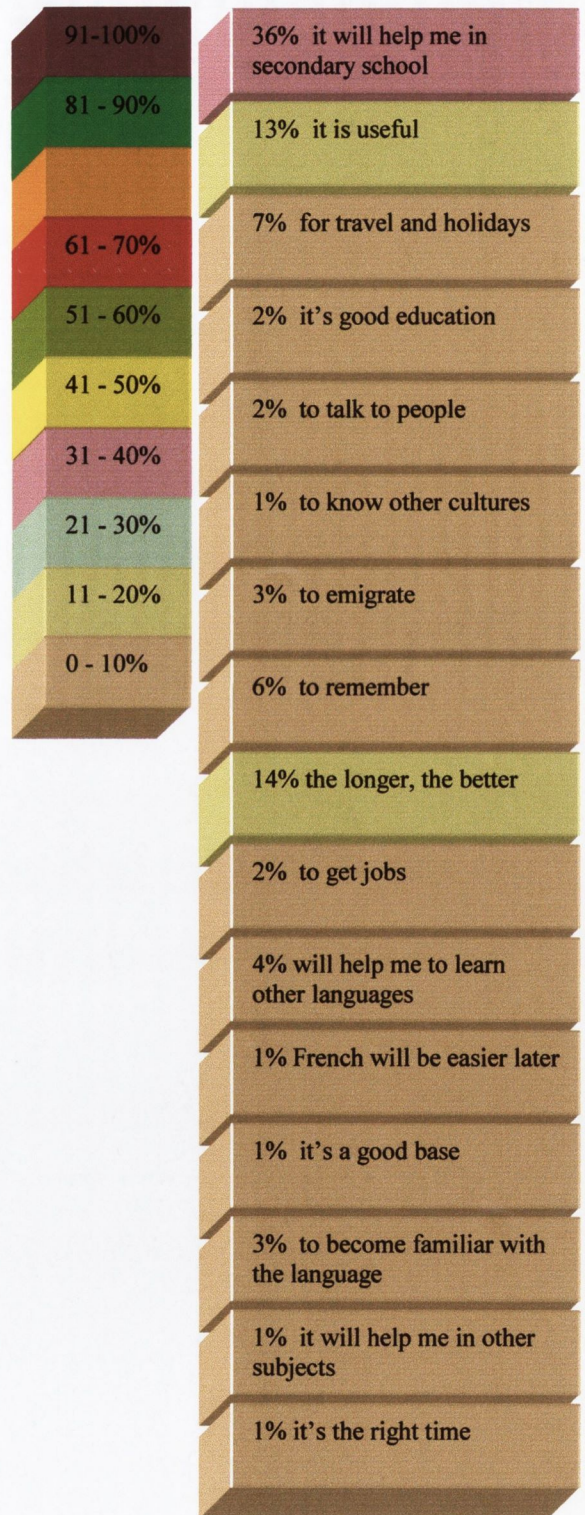 91-100%
81 - 90%
61 - 70%
51 - 60%
41 - 50%
31 - 40%
21 - 30%
11 - 20%
0 - 10%
36% it will help me in
secondary school
13% it is useful
7% for travel and holidays
2% it's good education
2% to talk to people
1% to know other cultures
3% to emigrate
6% to remember
14% the longer, the better
2% to get jobs
4% will help me to learn
other languages
1% French will be easier later
1% it's a good base
3% to become familiar with
the language
1% it will help me in other
subjects
1% it's the right time